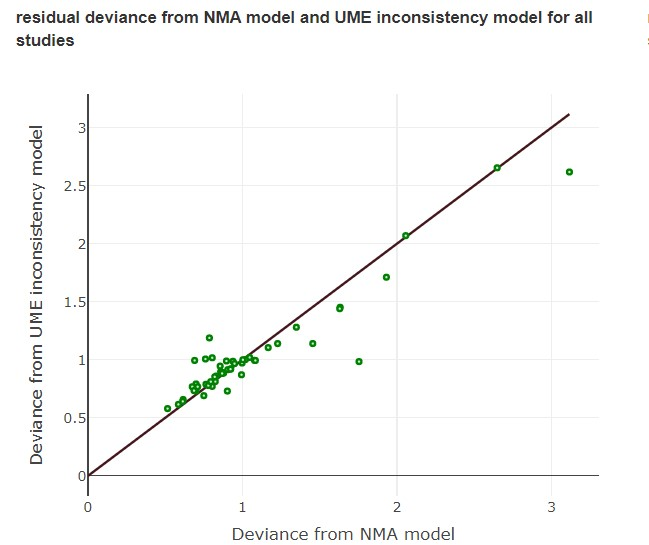 residual deviance from NMA model and UME inconsistency model for all
studies
Deviance from UME inconsistency model
3
2.5
2
1.5
1
0.5
0
0
1
2
3
Deviance from NMA model